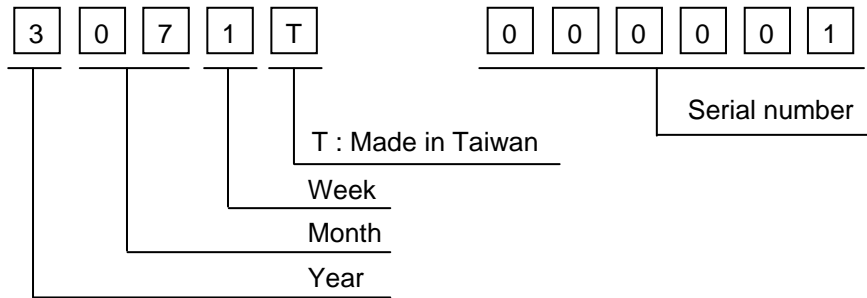 3 0 7 1 T 0 0 0 0 0 1
Serial number
T : Made in Taiwan
Week
Month
Year